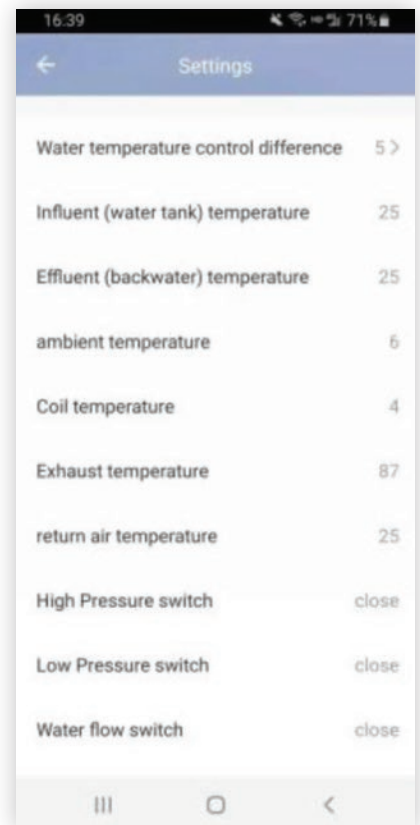 16:39 71%
Settings
Water temperature control difference 5
Influent (water tank) temperature 25
Effluent (backwater) temperature 25
ambient temperature 6
Coil temperature 4
Exhaust temperature 87
return air temperature 25
High Pressure switch close
Low Pressure switch close
Water flow switch close